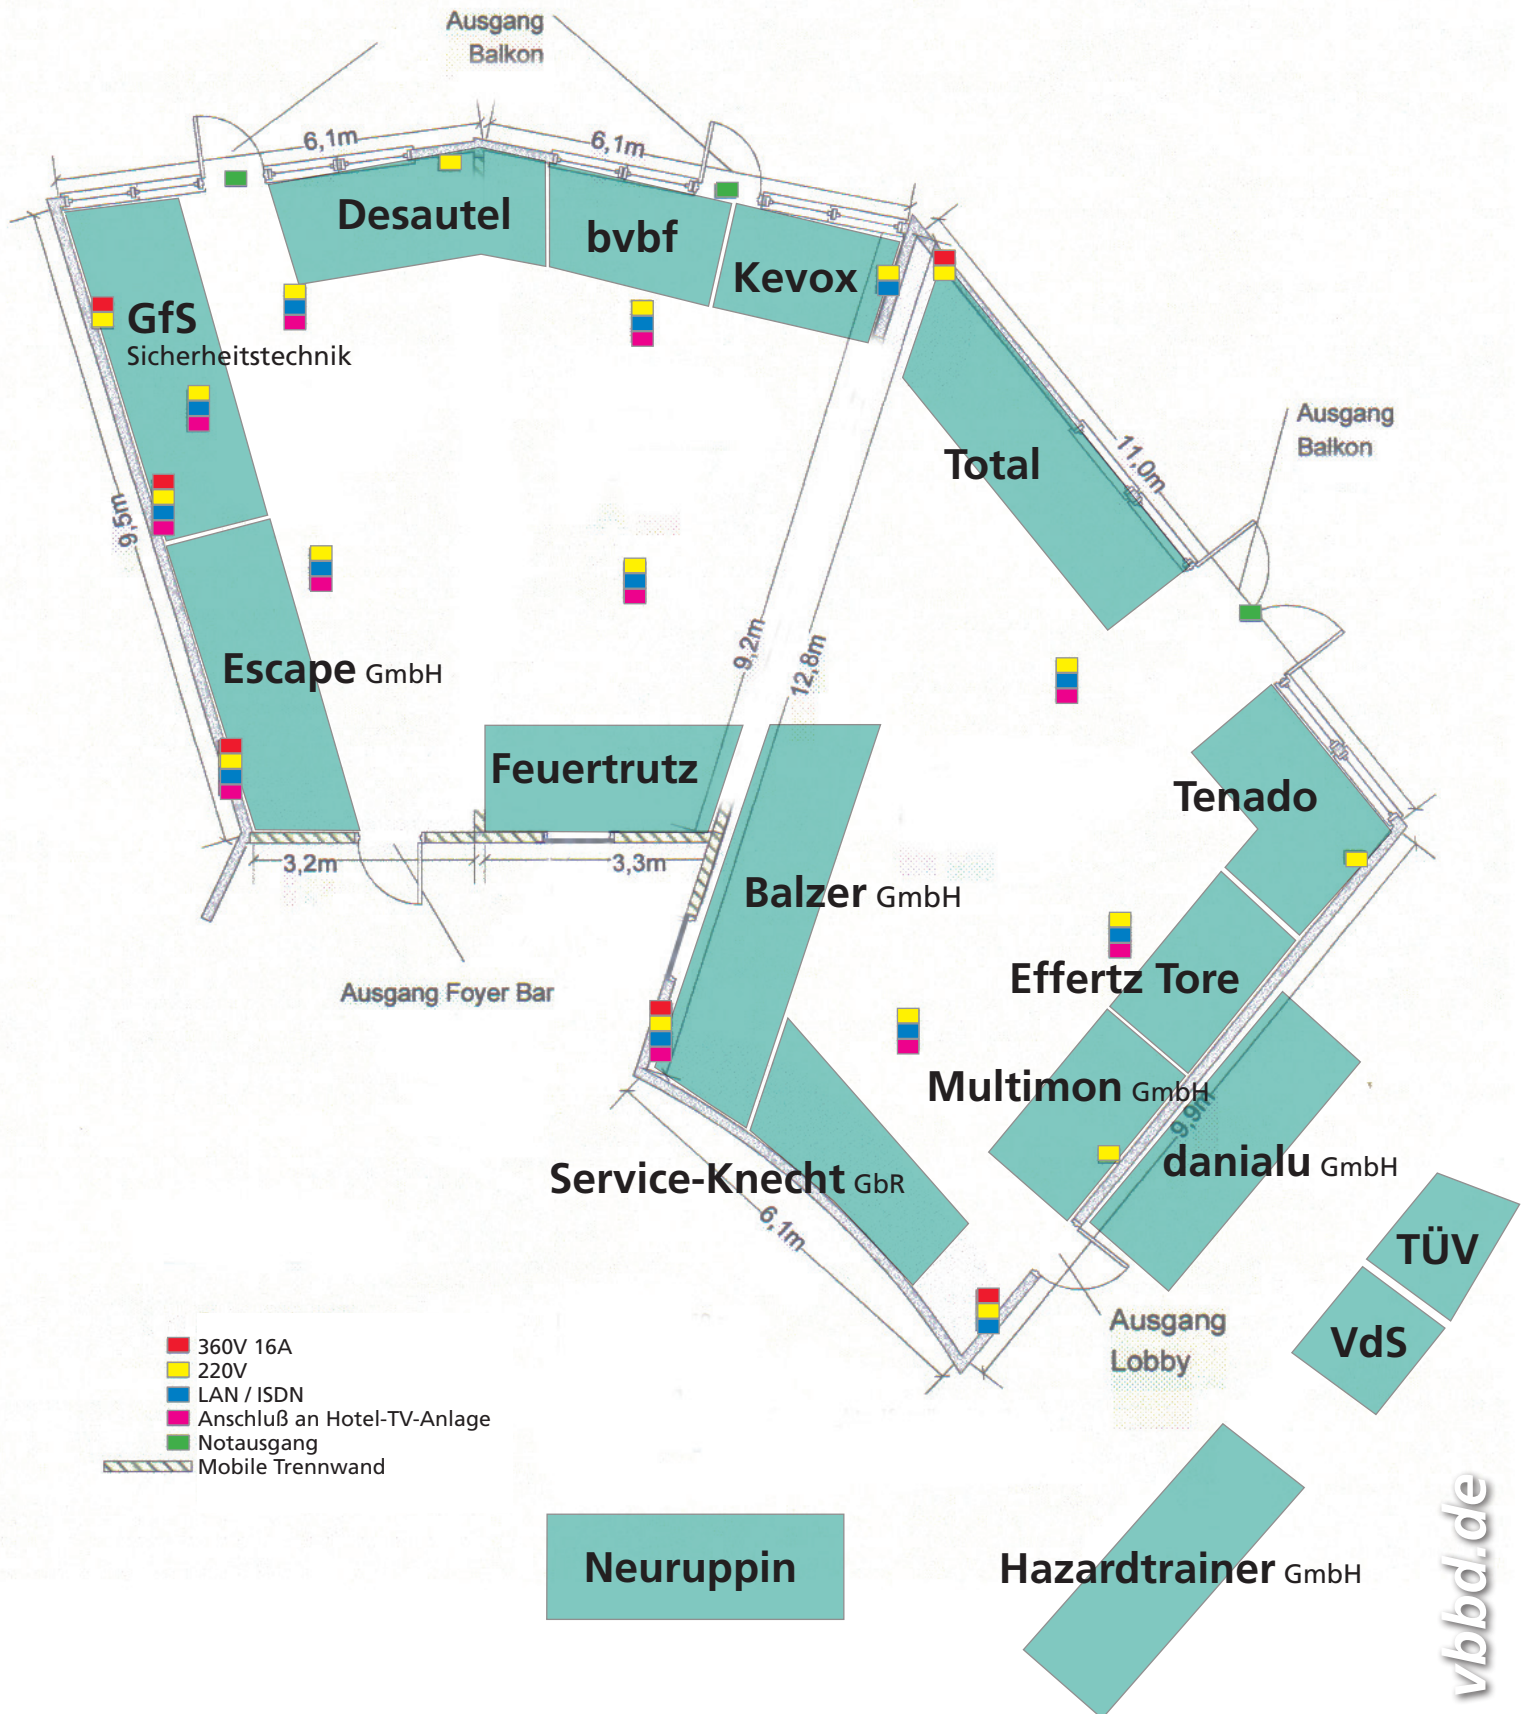 Ausgang
Balkon
6,1m
6,1m
Desautel
bvbf
Kevox
GfS
Sicherheitstechnik
Ausgang
Balkon
11,0m
Total
9,5m
9,2m
12,8m
Escape GmbH
Feuertrutz
Tenado
3,2m
3,3m
Balzer GmbH
Ausgang Foyer Bar
Effertz Tore
Multimon GmbH
9,9m
danialu GmbH
Service-Knecht GbR
6,1m
TÜV
VdS
Ausgang
Lobby
360V 16A
220V
LAN / ISDN
Anschluß an Hotel-TV-Anlage
Notausgang
Mobile Trennwand
Neuruppin
Hazardtrainer GmbH
vbbd.de